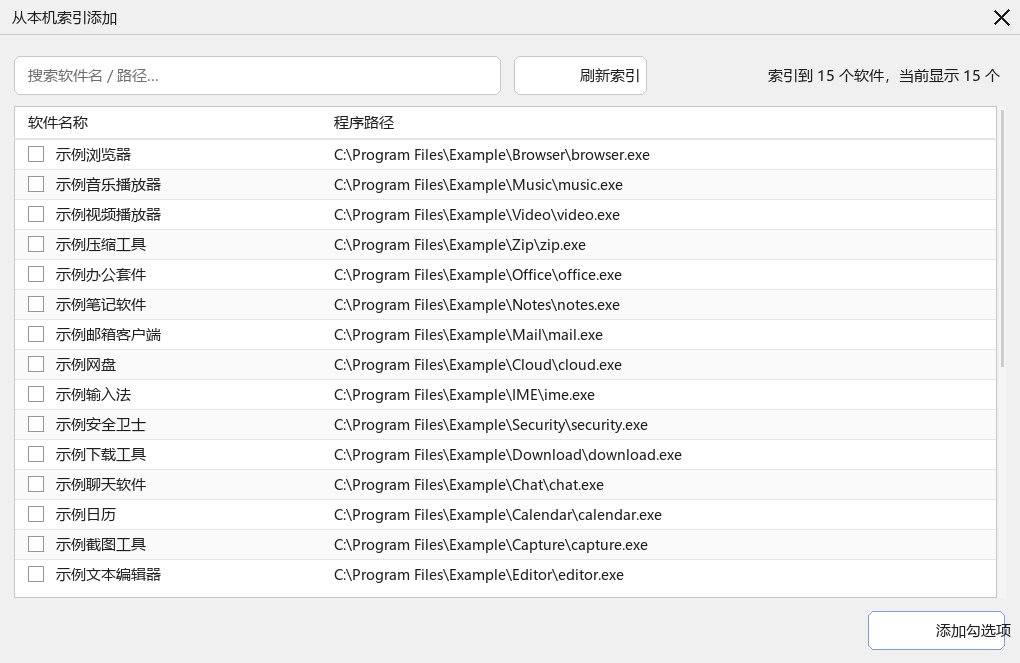 从本机索引添加
搜索软件名 / 路径...
刷新索引
索引到 15 个软件，当前显示 15 个
软件名称 程序路径
示例浏览器 C:\Program Files\Example\Browser\browser.exe
示例音乐播放器 C:\Program Files\Example\Music\music.exe
示例视频播放器 C:\Program Files\Example\Video\video.exe
示例压缩工具 C:\Program Files\Example\Zip\zip.exe
示例办公套件 C:\Program Files\Example\Office\office.exe
示例笔记软件 C:\Program Files\Example\Notes\notes.exe
示例邮箱客户端 C:\Program Files\Example\Mail\mail.exe
示例网盘 C:\Program Files\Example\Cloud\cloud.exe
示例输入法 C:\Program Files\Example\IME\ime.exe
示例安全卫士 C:\Program Files\Example\Security\security.exe
示例下载工具 C:\Program Files\Example\Download\download.exe
示例聊天软件 C:\Program Files\Example\Chat\chat.exe
示例日历 C:\Program Files\Example\Calendar\calendar.exe
示例截图工具 C:\Program Files\Example\Capture\capture.exe
示例文本编辑器 C:\Program Files\Example\Editor\editor.exe
添加勾选项